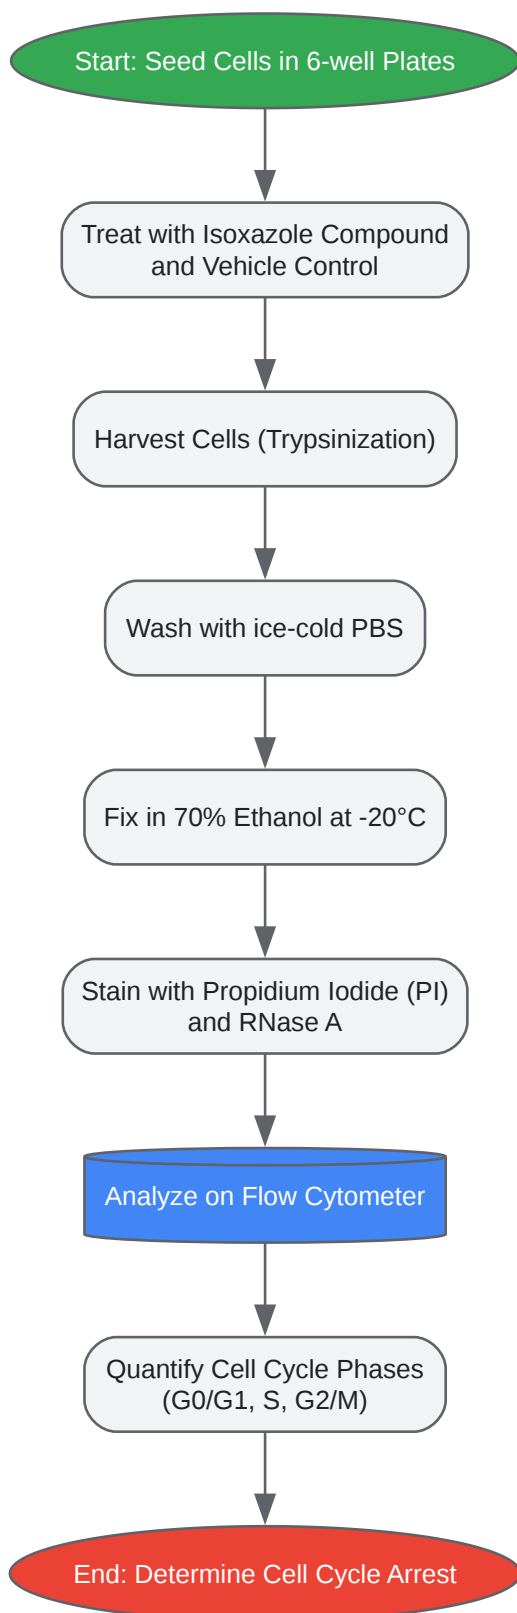 Start: Seed Cells in 6-well Plates
Treat with Isoxazole Compound
and Vehicle Control
Harvest Cells (Trypsinization)
Wash with ice-cold PBS
Fix in 70% Ethanol at -20°C
Stain with Propidium Iodide (PI)
and RNase A
Analyze on Flow Cytometer
Quantify Cell Cycle Phases
(G0/G1, S, G2/M)
End: Determine Cell Cycle Arrest